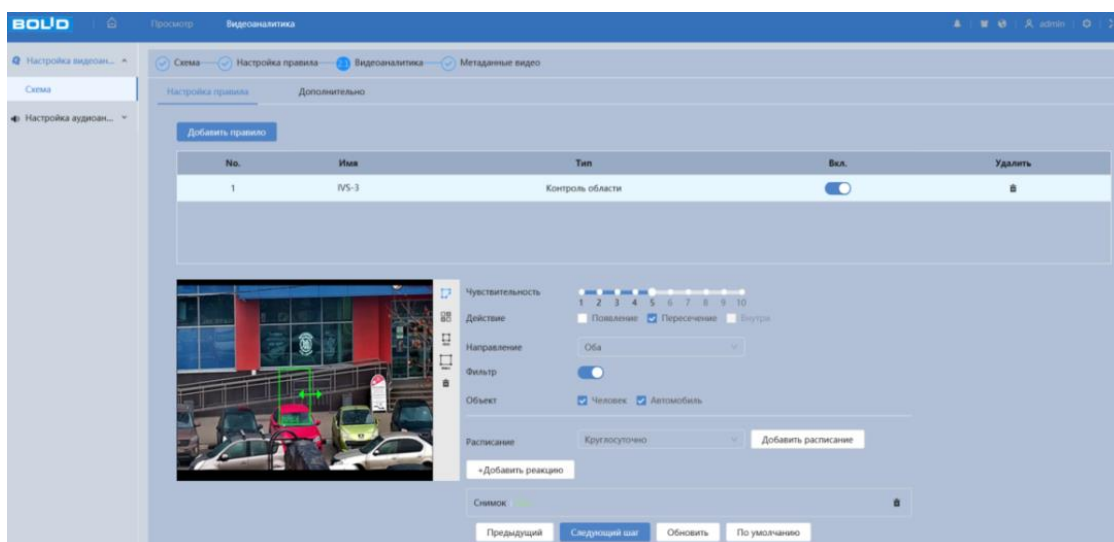 BOLID Просмотр Видеоаналитика admin
Настройка видеоан... Схема Настройка правила Видеоаналитика Метаданные видео
Схема Настройка правила Дополнительно
Настройка аудиоан...
Добавить правило
No. Имя Тип Вкл. Удалить
1 IVS-3 Контроль области
Чувствительность
1 2 3 4 5 6 7 8 9 10
Действие Появление Пересечение Внутри
Направление Оба
Фильтр
Объект Человек Автомобиль
Расписание Круглосуточно Добавить расписание
+Добавить реакцию
Снимок
Предыдущий Следующий шаг Обновить По умолчанию